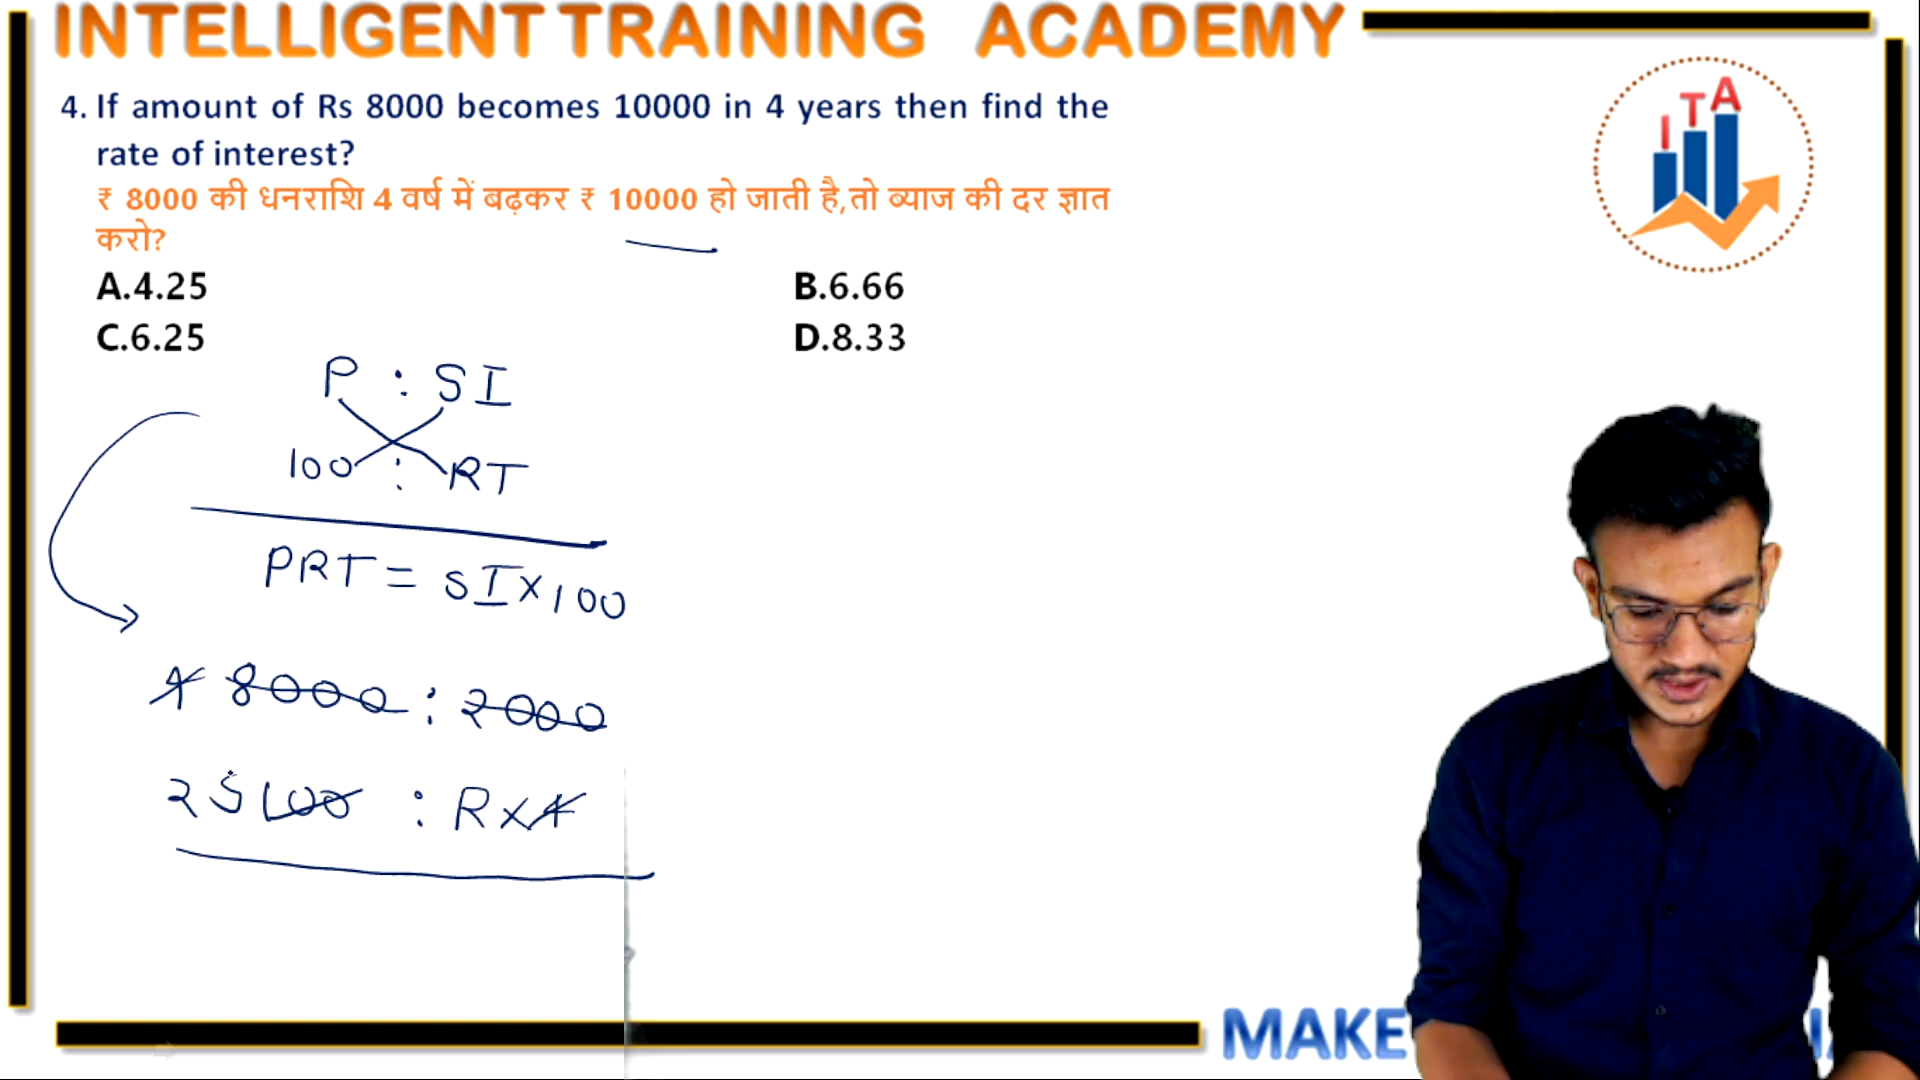 INTELLIGENT TRAINING ACADEMY
I T A
4. If amount of Rs 8000 becomes 10000 in 4 years then find the
rate of interest?
₹ 8000 की धनराशि 4 वर्ष में बढ़कर ₹ 10000 हो जाती है,तो ब्याज की दर ज्ञात
करो?
A.4.25 B.6.66
C.6.25 D.8.33
P : SI
100 : RT
PRT = SI×100
4 8000 : 2000
25 100 : R×4
MAKE